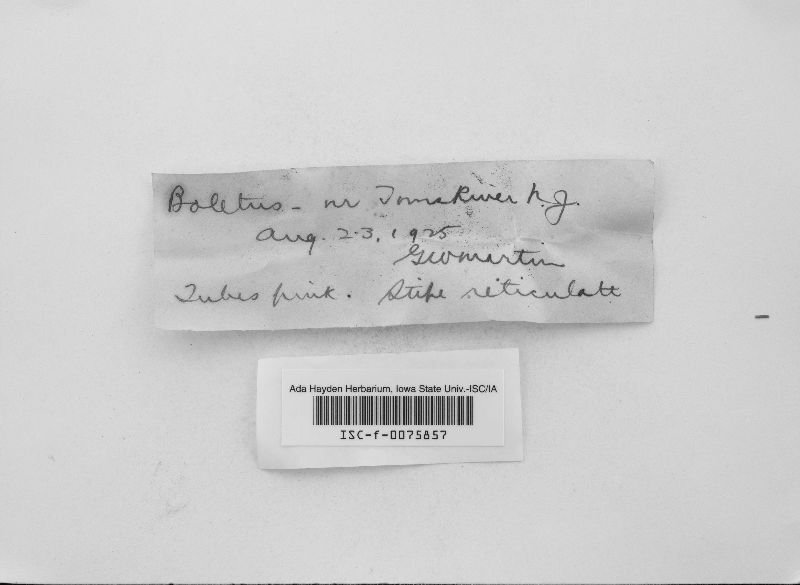 Boletus - nr Toms River N.J.
Aug. 23, 1925
GWMartin
Tubes pink. Stipe reticulate
Ada Hayden Herbarium, Iowa State Univ.-ISC/IA
ISC-f-0075857